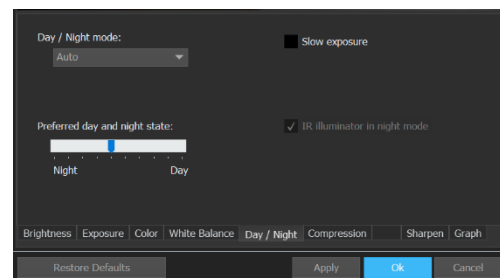 Day / Night mode:
Slow exposure
Auto
Preferred day and night state:
IR illuminator in night mode
Night Day
Brightness Exposure Color White Balance Day / Night Compression Sharpen Graph
Restore Defaults Apply Ok Cancel